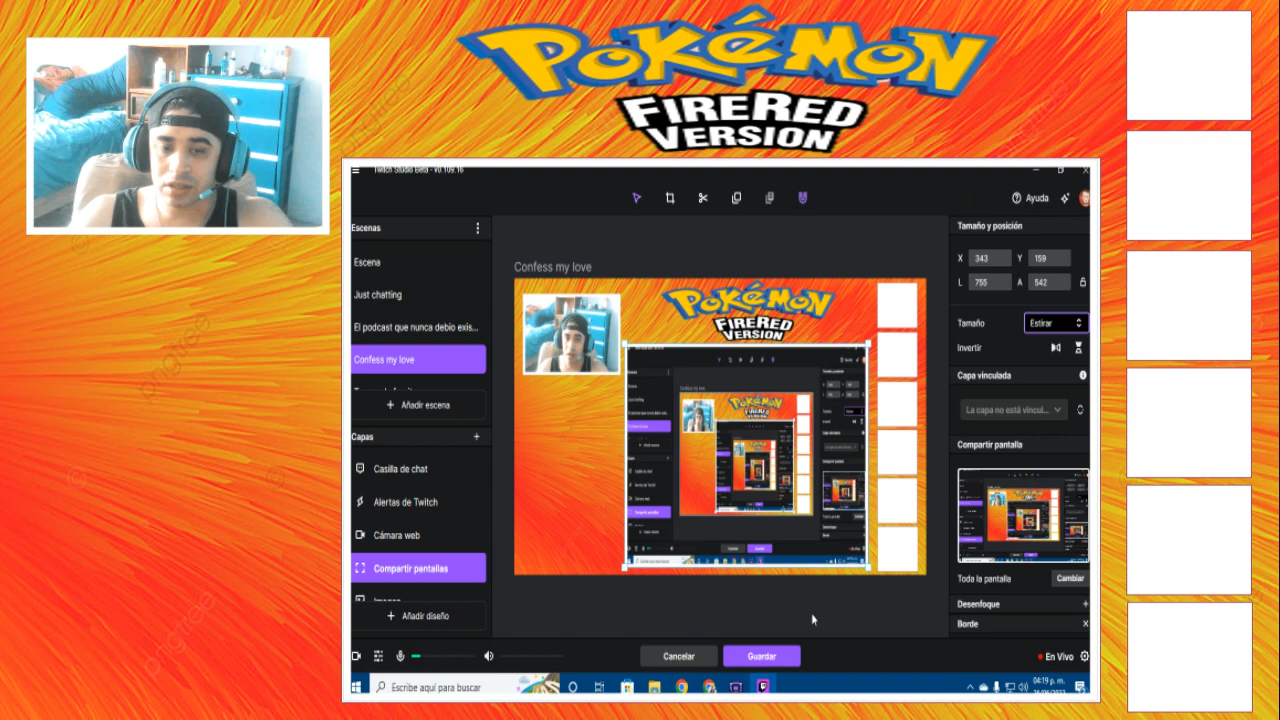 POKéMON
FIRERED
VERSION
Twitch Studio Beta - v0.109.16
Ayuda
Escenas
Escena
Just chatting
El podcast que nunca debio exis...
Confess my love
Añadir escena
Capas
Casilla de chat
Alertas de Twitch
Cámara web
Compartir pantallas
Añadir diseño
Confess my love
POKéMON
FIRERED
VERSION
Tamaño y posición
X 343 Y 159
L 755 A 542
Tamaño Estirar
Invertir
Capa vinculada
La capa no está vincul...
Compartir pantalla
Toda la pantalla Cambiar
Desenfoque
Borde
Cancelar Guardar
En Vivo
Escribe aquí para buscar
04:19 p. m.